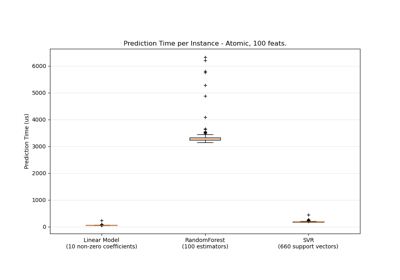 Prediction Time per Instance - Atomic, 100 feats.
Prediction Time (us)
6000
5000
4000
3000
2000
1000
0
Linear Model
(10 non-zero coefficients)
RandomForest
(100 estimators)
SVR
(660 support vectors)